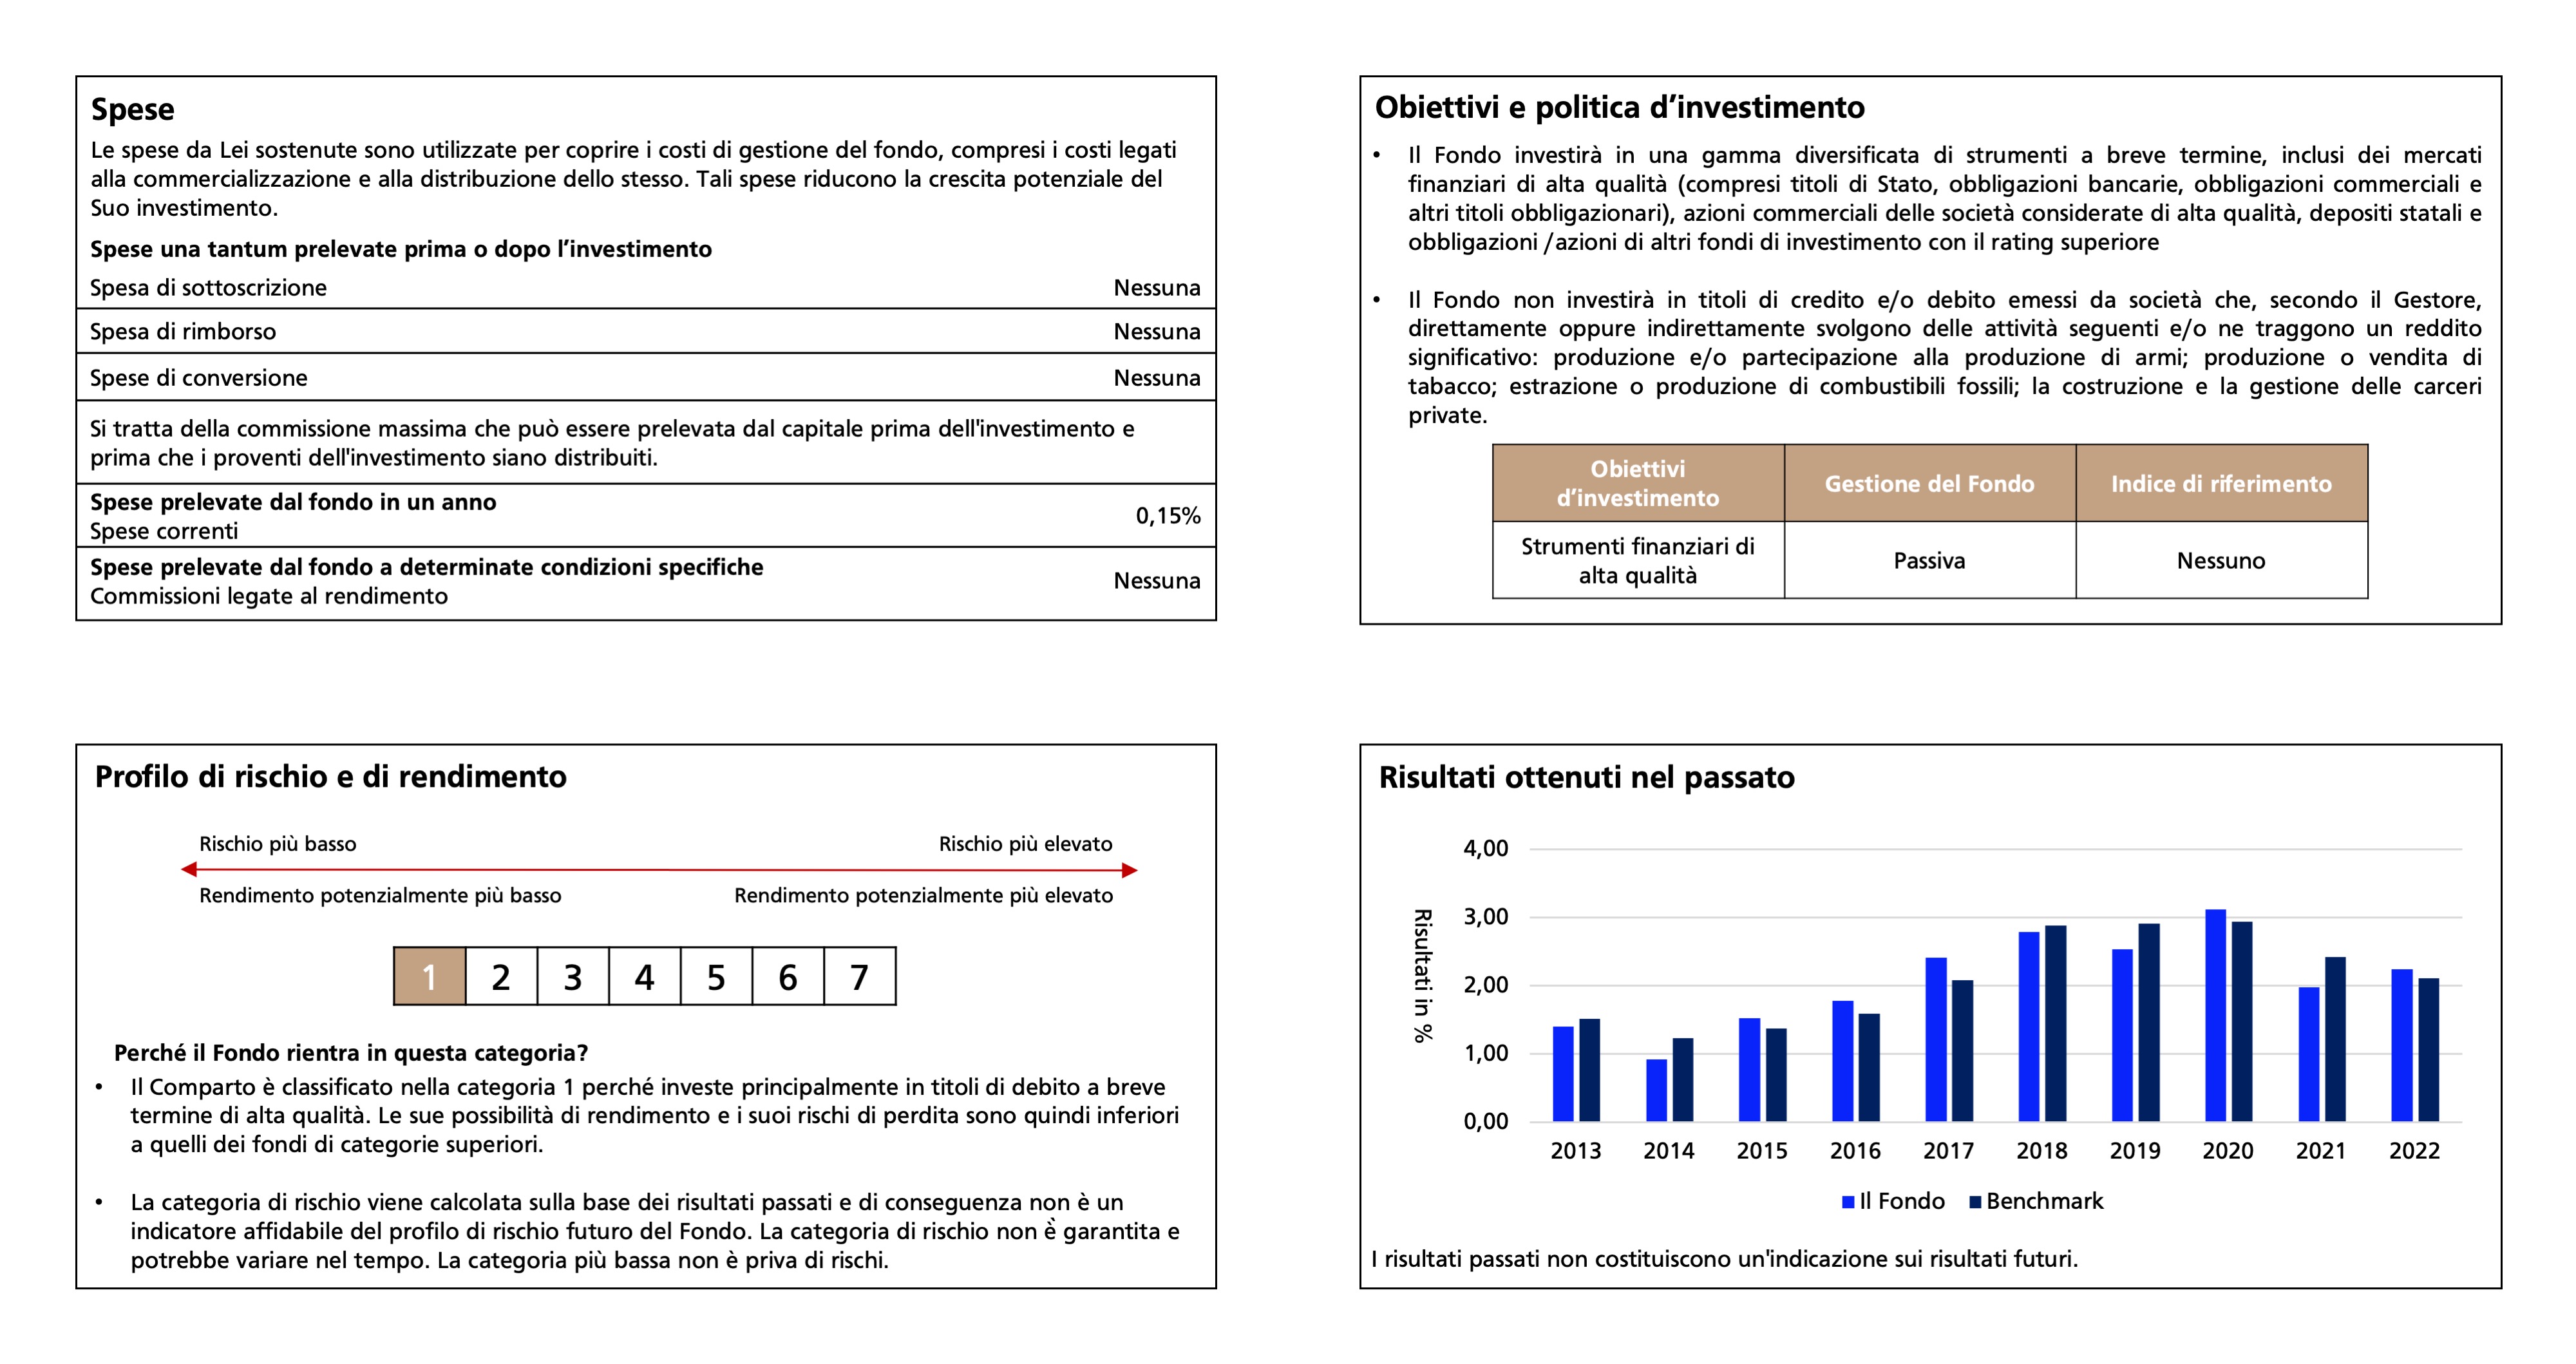 Spese
Le spese da Lei sostenute sono utilizzate per coprire i costi di gestione del fondo, compresi i costi legati
alla commercializzazione e alla distribuzione dello stesso. Tali spese riducono la crescita potenziale del
Suo investimento.
Spese una tantum prelevate prima o dopo l’investimento
Spesa di sottoscrizione Nessuna
Spesa di rimborso Nessuna
Spese di conversione Nessuna
Si tratta della commissione massima che può essere prelevata dal capitale prima dell'investimento e
prima che i proventi dell'investimento siano distribuiti.
Spese prelevate dal fondo in un anno
Spese correnti
0,15%
Spese prelevate dal fondo a determinate condizioni specifiche
Commissioni legate al rendimento
Nessuna
Obiettivi e politica d’investimento
• Il Fondo investirà in una gamma diversificata di strumenti a breve termine, inclusi dei mercati
finanziari di alta qualità (compresi titoli di Stato, obbligazioni bancarie, obbligazioni commerciali e
altri titoli obbligazionari), azioni commerciali delle società considerate di alta qualità, depositi statali e
obbligazioni /azioni di altri fondi di investimento con il rating superiore
• Il Fondo non investirà in titoli di credito e/o debito emessi da società che, secondo il Gestore,
direttamente oppure indirettamente svolgono delle attività seguenti e/o ne traggono un reddito
significativo: produzione e/o partecipazione alla produzione di armi; produzione o vendita di
tabacco; estrazione o produzione di combustibili fossili; la costruzione e la gestione delle carceri
private.
Obiettivi
d’investimento
Gestione del Fondo
Indice di riferimento
Strumenti finanziari di
alta qualità
Passiva
Nessuno
Profilo di rischio e di rendimento
Rischio più basso Rischio più elevato
Rendimento potenzialmente più basso Rendimento potenzialmente più elevato
1 2 3 4 5 6 7
Perché il Fondo rientra in questa categoria?
• Il Comparto è classificato nella categoria 1 perché investe principalmente in titoli di debito a breve
termine di alta qualità. Le sue possibilità di rendimento e i suoi rischi di perdita sono quindi inferiori
a quelli dei fondi di categorie superiori.
• La categoria di rischio viene calcolata sulla base dei risultati passati e di conseguenza non è un
indicatore affidabile del profilo di rischio futuro del Fondo. La categoria di rischio non è garantita e
potrebbe variare nel tempo. La categoria più bassa non è priva di rischi.
Risultati ottenuti nel passato
Risultati in %
4,00
3,00
2,00
1,00
0,00
2013 2014 2015 2016 2017 2018 2019 2020 2021 2022
Il Fondo Benchmark
I risultati passati non costituiscono un'indicazione sui risultati futuri.